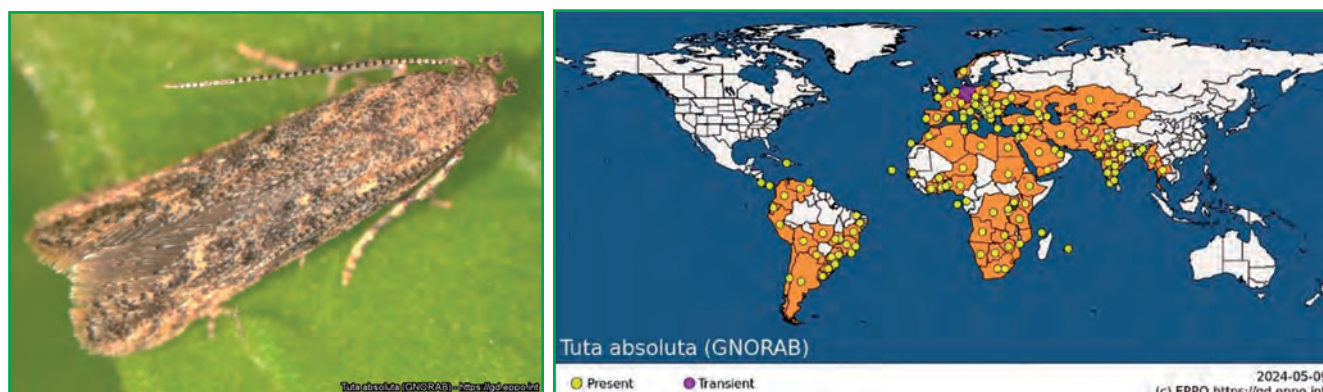 Tuta absoluta (GNORAB) - https://gd.eppo.int
Tuta absoluta (GNORAB)
Present
Transient
2024-05-0
(c) EPPO https://gd.eppo.int